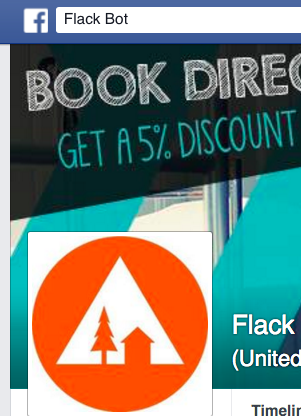 Flack Bot
BOOK DIREC
GET A 5% DISCOUNT
Flack
(United
Timelin